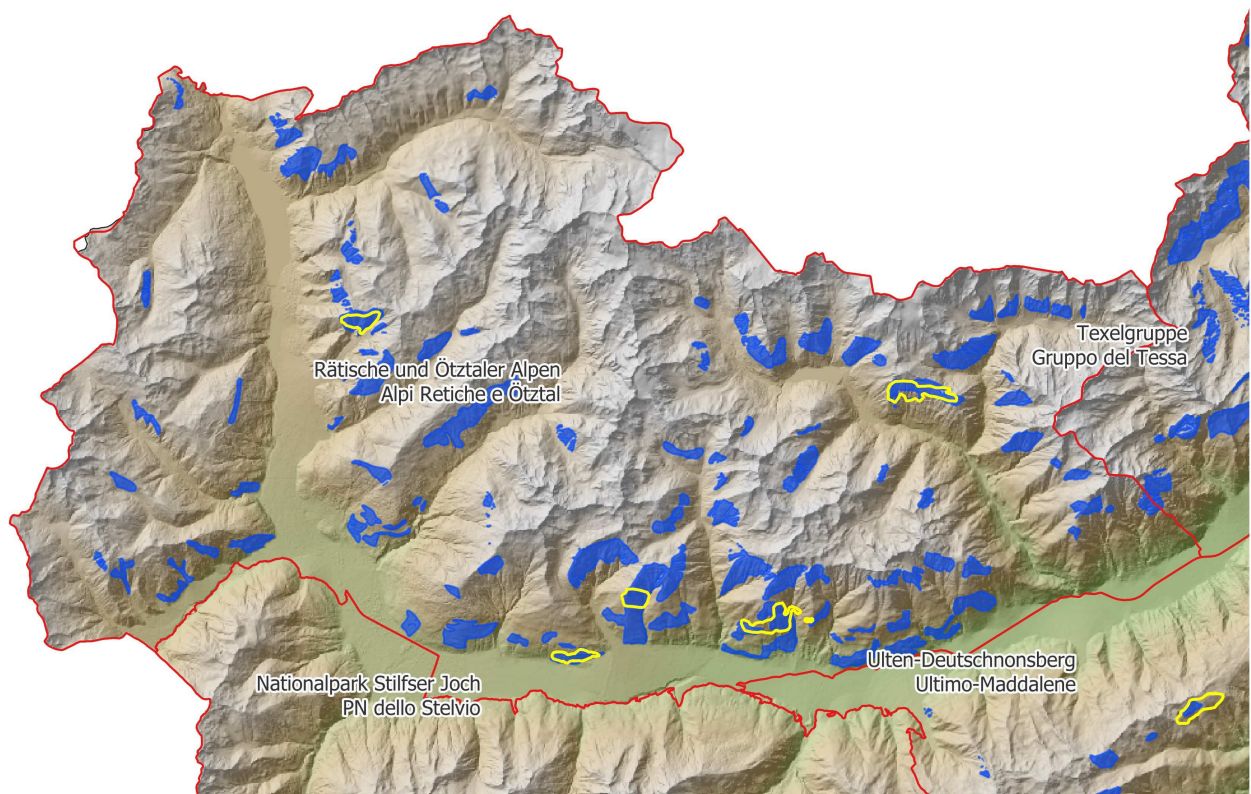 Texelgruppe
Gruppo del Tessa
Rätische und Ötztaler Alpen
Alpi Retiche e Ötztal
Ulten-Deutschnonsberg
Ultimo-Maddalene
Nationalpark Stilfser Joch
PN dello Stelvio